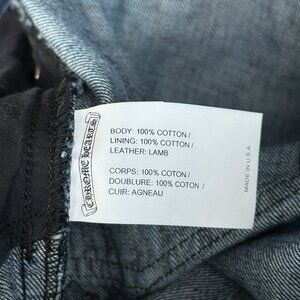 CHROME HEARTS
BODY: 100% COTTON /
LINING: 100% COTTON /
LEATHER: LAMB
CORPS: 100% COTON /
DOUBLURE: 100% COTON /
CUIR: AGNEAU
MADE IN U.S.A.